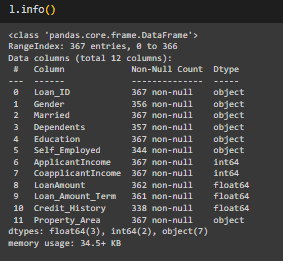 l.info()
<class 'pandas.core.frame.DataFrame'>
RangeIndex: 367 entries, 0 to 366
Data columns (total 12 columns):
 #   Column             Non-Null Count  Dtype
---  ------             --------------  -----
 0   Loan_ID            367 non-null    object
 1   Gender             356 non-null    object
 2   Married            367 non-null    object
 3   Dependents         357 non-null    object
 4   Education          367 non-null    object
 5   Self_Employed      344 non-null    object
 6   ApplicantIncome    367 non-null    int64
 7   CoapplicantIncome  367 non-null    int64
 8   LoanAmount         362 non-null    float64
 9   Loan_Amount_Term   361 non-null    float64
 10  Credit_History     338 non-null    float64
 11  Property_Area      367 non-null    object
dtypes: float64(3), int64(2), object(7)
memory usage: 34.5+ KB